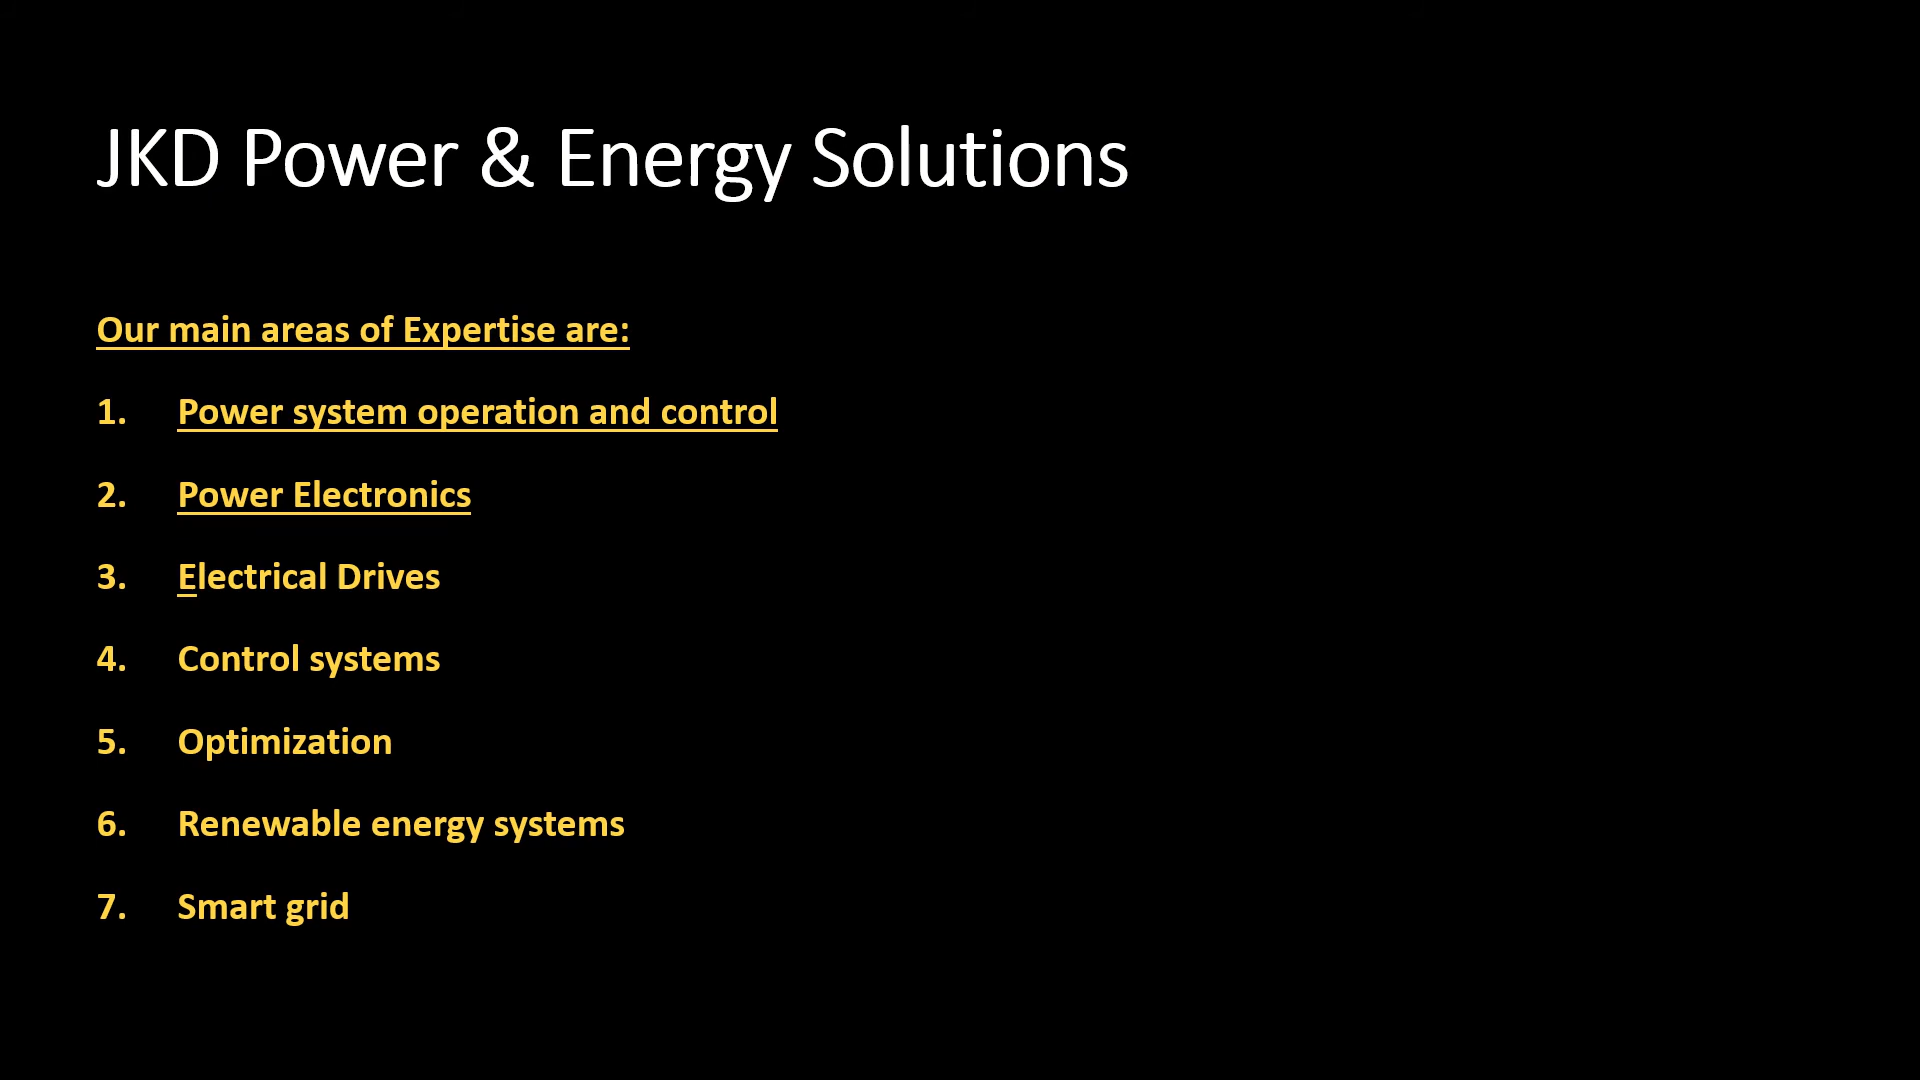 JKD Power & Energy Solutions
Our main areas of Expertise are:
1. Power system operation and control
2. Power Electronics
3. Electrical Drives
4. Control systems
5. Optimization
6. Renewable energy systems
7. Smart grid